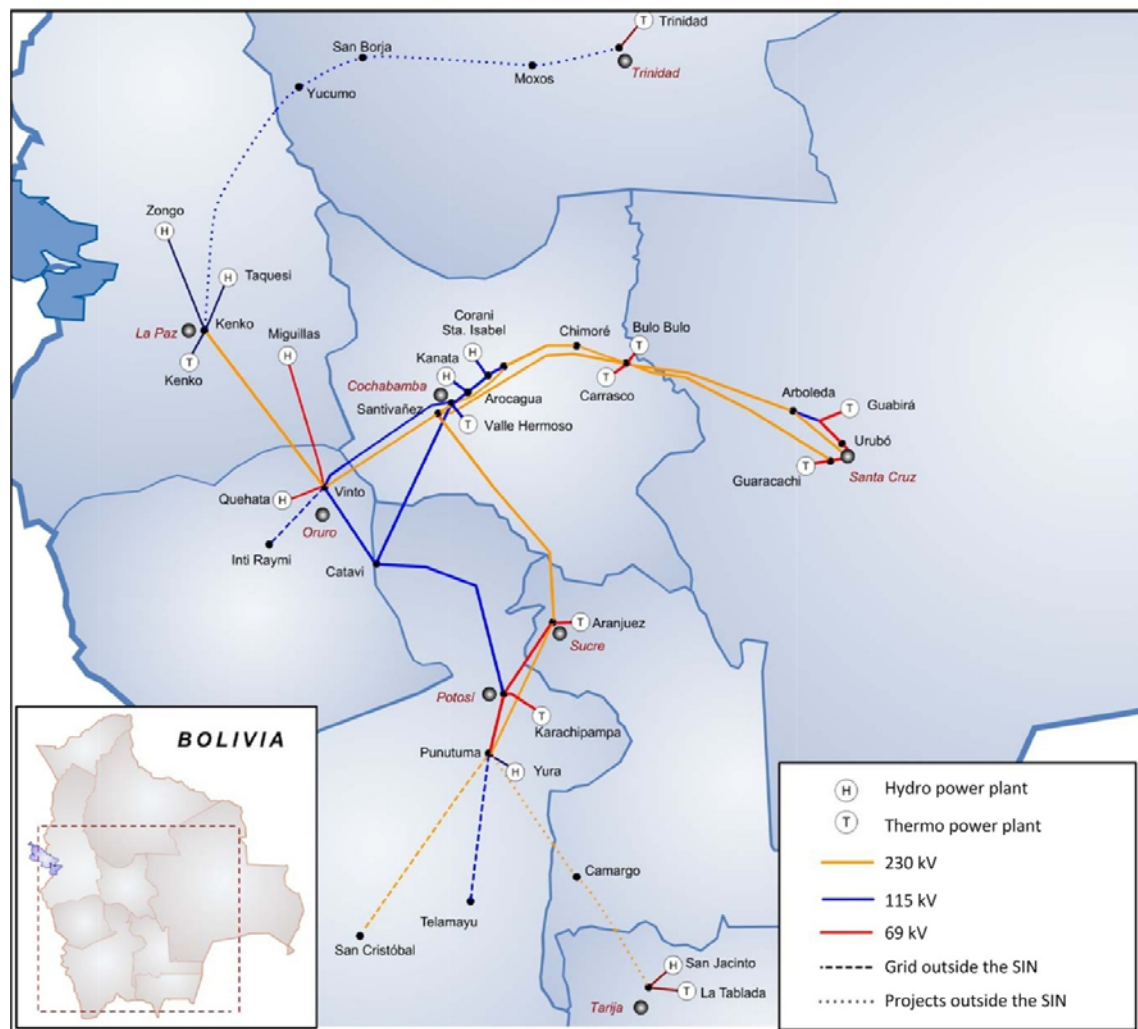 Trinidad
San Borja
Moxos
Trinidad
Yucumo
Zongo
Taquesi
Kenko
La Paz
Kenko
Miguillas
Corani
Sta. Isabel
Chimoré
Bulo Bulo
Kanata
Cochabamba
Arocagua
Santivañez
Valle Hermoso
Carrasco
Arboleda
Guabirá
Urubó
Guaracachi
Santa Cruz
Quehata
Vinto
Oruro
Inti Raymi
Catavi
Aranjuez
Sucre
Potosí
Karachipampa
Punutuma
Yura
Camargo
Telamayu
San Cristóbal
San Jacinto
La Tablada
Tarija
H
H
T
H
H
H
H
T
T
T
T
T
H
T
T
H
H
T
T
BOLIVIA
H Hydro power plant
T Thermo power plant
230 kV
115 kV
69 kV
Grid outside the SIN
Projects outside the SIN